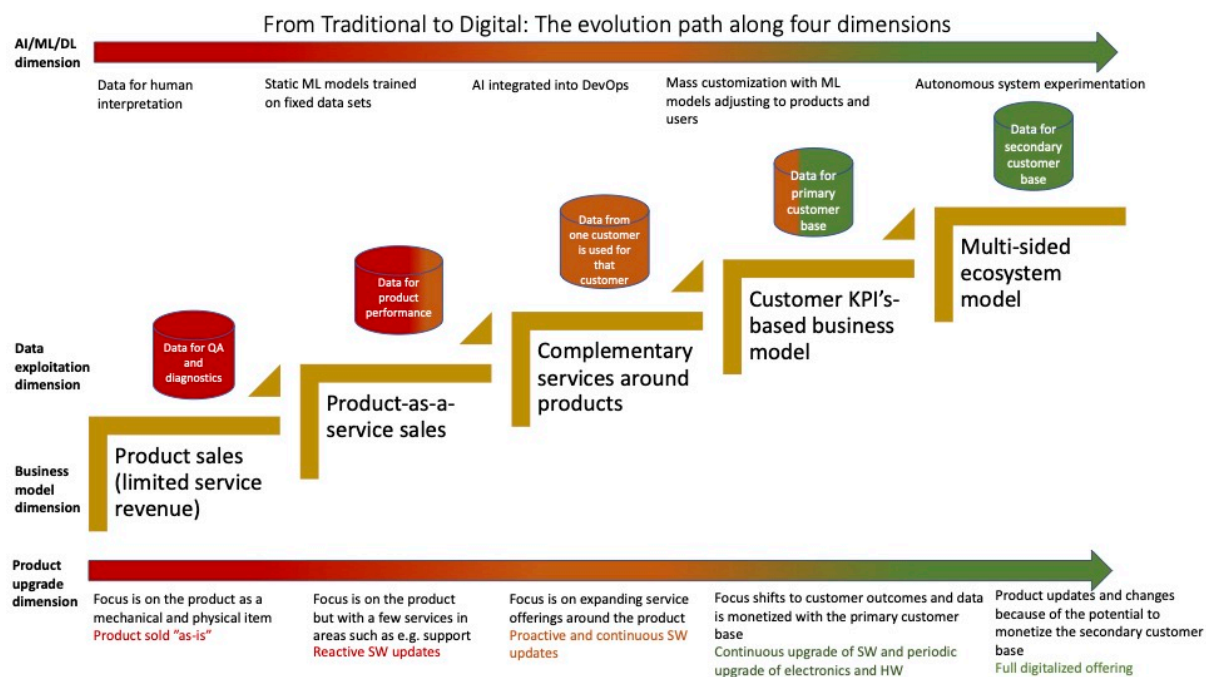 From Traditional to Digital: The evolution path along four dimensions
AI/ML/DL
dimension
Data for human
interpretation
Static ML models trained
on fixed data sets
AI integrated into DevOps
Mass customization with ML
models adjusting to products and
users
Autonomous system experimentation
Data
exploitation
dimension
Data for QA
and
diagnostics
Data for
product
performance
Data from
one customer
is used for
that
customer
Data for
primary
customer
base
Data for
secondary
customer
base
Business
model
dimension
Product sales
(limited service
revenue)
Product-as-a-
service sales
Complementary
services around
products
Customer KPI's-
based business
model
Multi-sided
ecosystem
model
Product
upgrade
dimension
Focus is on the product as a
mechanical and physical item
Product sold "as-is"
Focus is on the product
but with a few services in
areas such as e.g. support
Reactive SW updates
Focus is on expanding service
offerings around the product
Proactive and continuous SW
updates
Focus shifts to customer outcomes and data
is monetized with the primary customer
base
Continuous upgrade of SW and periodic
upgrade of electronics and HW
Product updates and changes
because of the potential to
monetize the secondary customer
base
Full digitalized offering